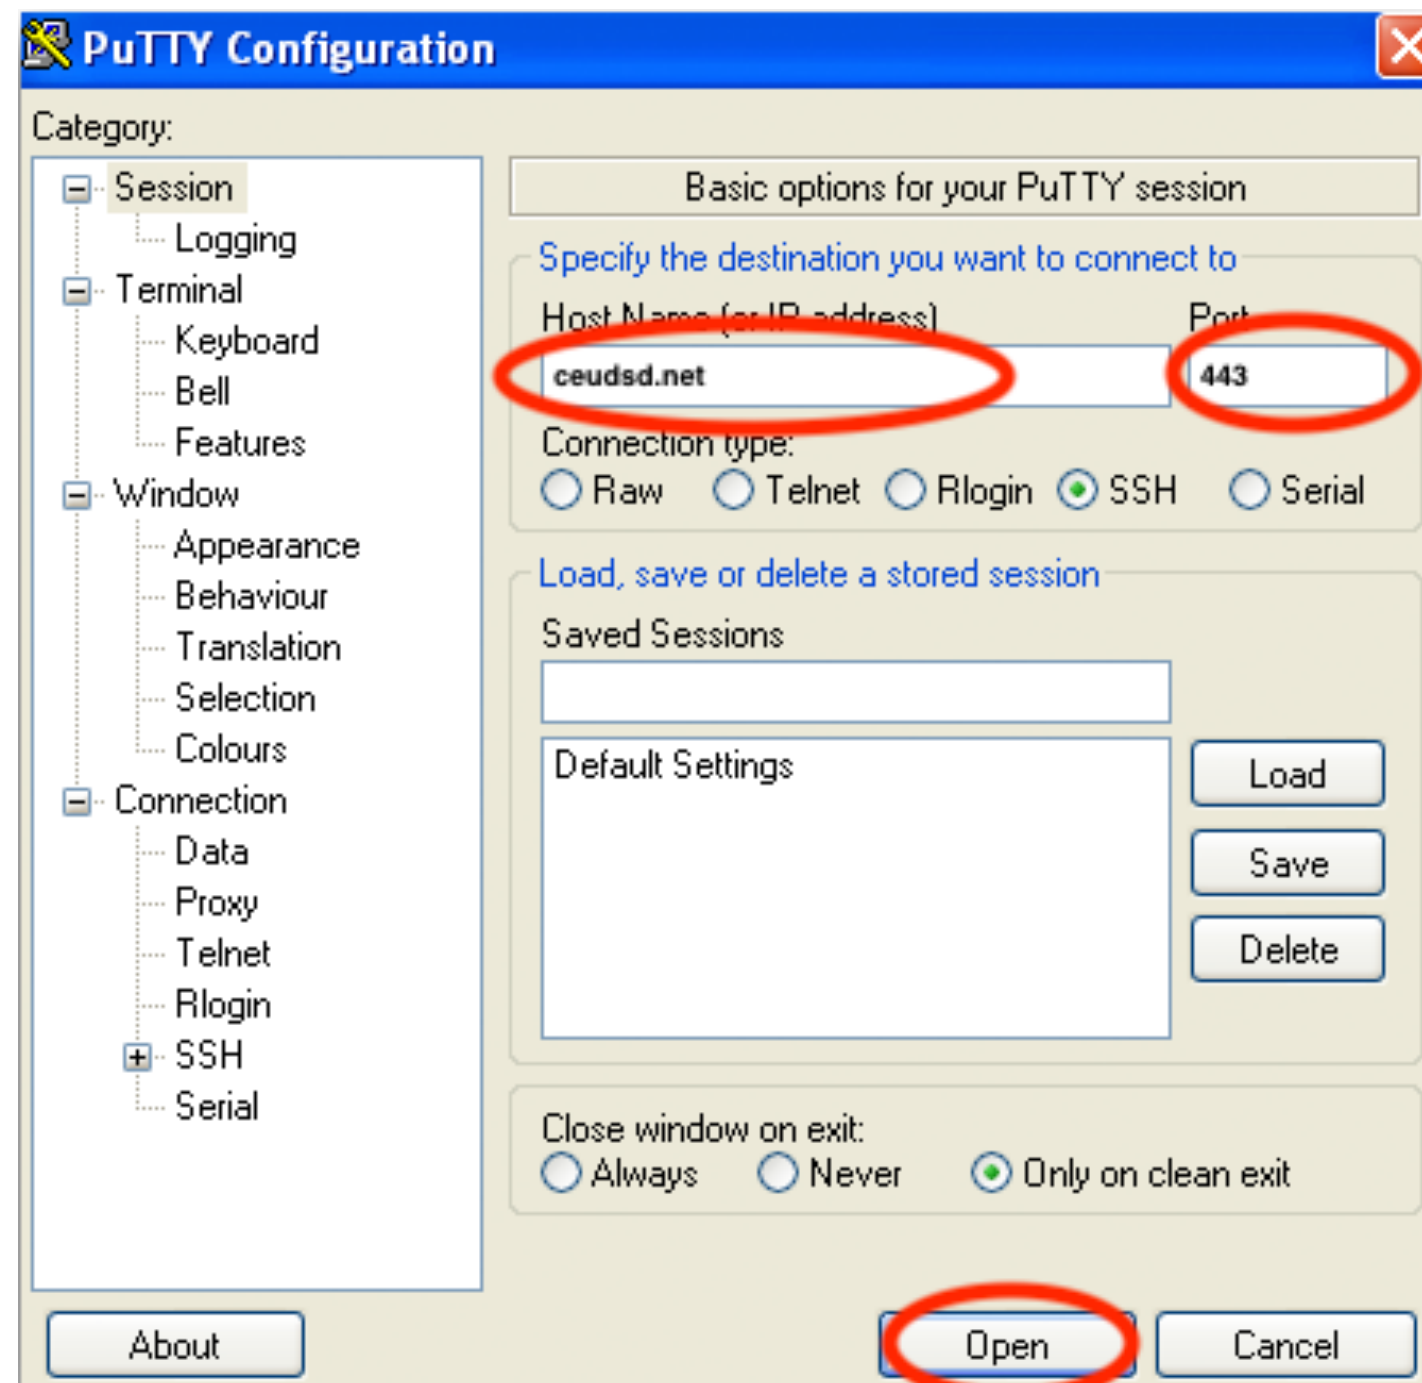 PuTTY Configuration
Category:
Session
Logging
Terminal
Keyboard
Bell
Features
Window
Appearance
Behaviour
Translation
Selection
Colours
Connection
Data
Proxy
Telnet
Rlogin
SSH
Serial
Basic options for your PuTTY session
Specify the destination you want to connect to
Host Name (or IP address) Port
ceudsd.net 443
Connection type:
Raw Telnet Rlogin SSH Serial
Load, save or delete a stored session
Saved Sessions
Default Settings
Load
Save
Delete
Close window on exit:
Always Never Only on clean exit
About Open Cancel